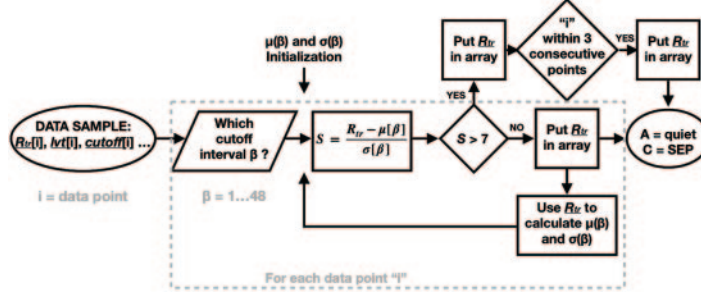 μ(β) and σ(β)
Initialization
DATA SAMPLE:
Rtr[i], lvt[i], cutoff[i] ...
i = data point
Which
cutoff
interval β ?
β = 1...48
S = Rtr − μ[β]
σ[β]
S > 7
YES
NO
Put Rtr
in array
"i"
within 3
consecutive
points
YES
Put Rtr
in array
Put Rtr
in array
A = quiet
C = SEP
Use Rtr to
calculate μ(β)
and σ(β)
For each data point "i"